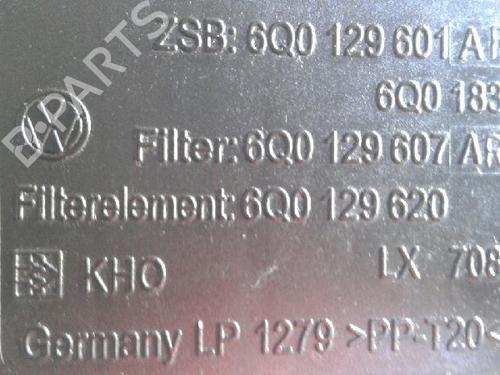 ZSB: 6Q0 129 601 A
6Q0 183
Filter: 6Q0 129 607 AR
Filterelement: 6Q0 129 620
KHO LX 708
Germany LP 1279 >PP-T20<
B-PARTS